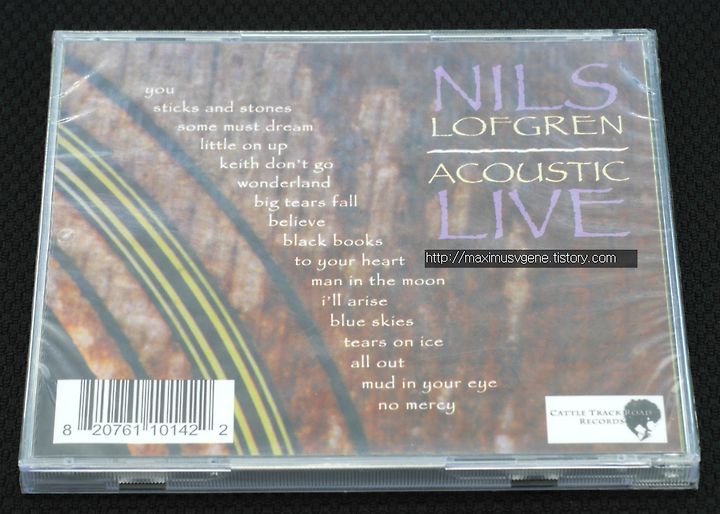 NILS
LOFGREN
ACOUSTIC
LIVE
http://maximusvgene.tistory.com
you
sticks and stones
some must dream
little on up
keith don't go
wonderland
big tears fall
believe
black books
to your heart
man in the moon
i'll arise
blue skies
tears on ice
all out
mud in your eye
no mercy
8 20761 10142 2
CATTLE TRACK ROAD
RECORDS